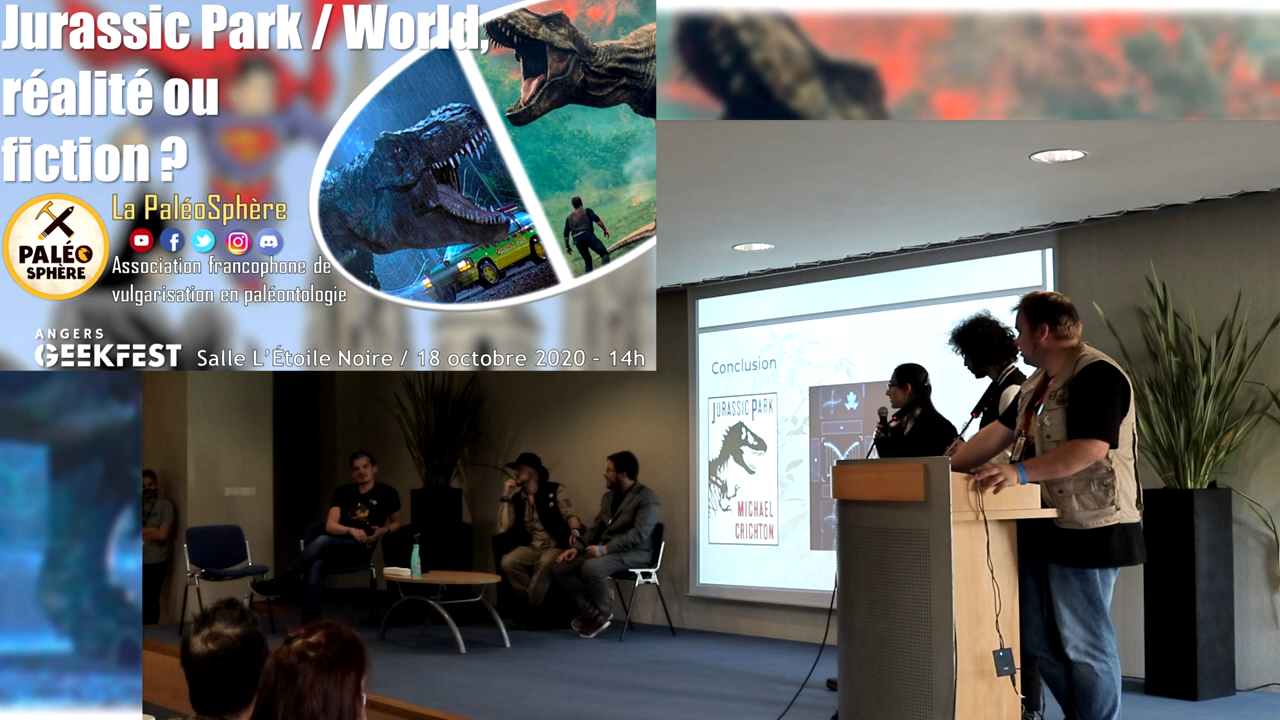 Jurassic Park / World,
réalité ou
fiction ?
PALÉO
SPHÈRE
La PaléoSphère
Association francophone de
vulgarisation en paléontologie
ANGERS
GEEKFEST
Salle L'Étoile Noire / 18 octobre 2020 - 14h
Conclusion
JURASSIC PARK
MICHAEL
CRICHTON